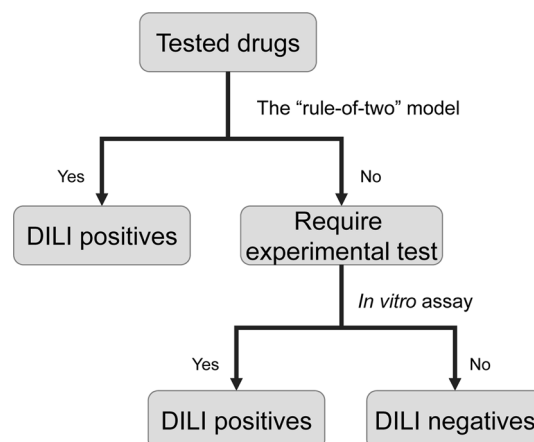 Tested drugs
The “rule-of-two” model
Yes
No
DILI positives
Require
experimental test
In vitro assay
Yes
No
DILI positives
DILI negatives